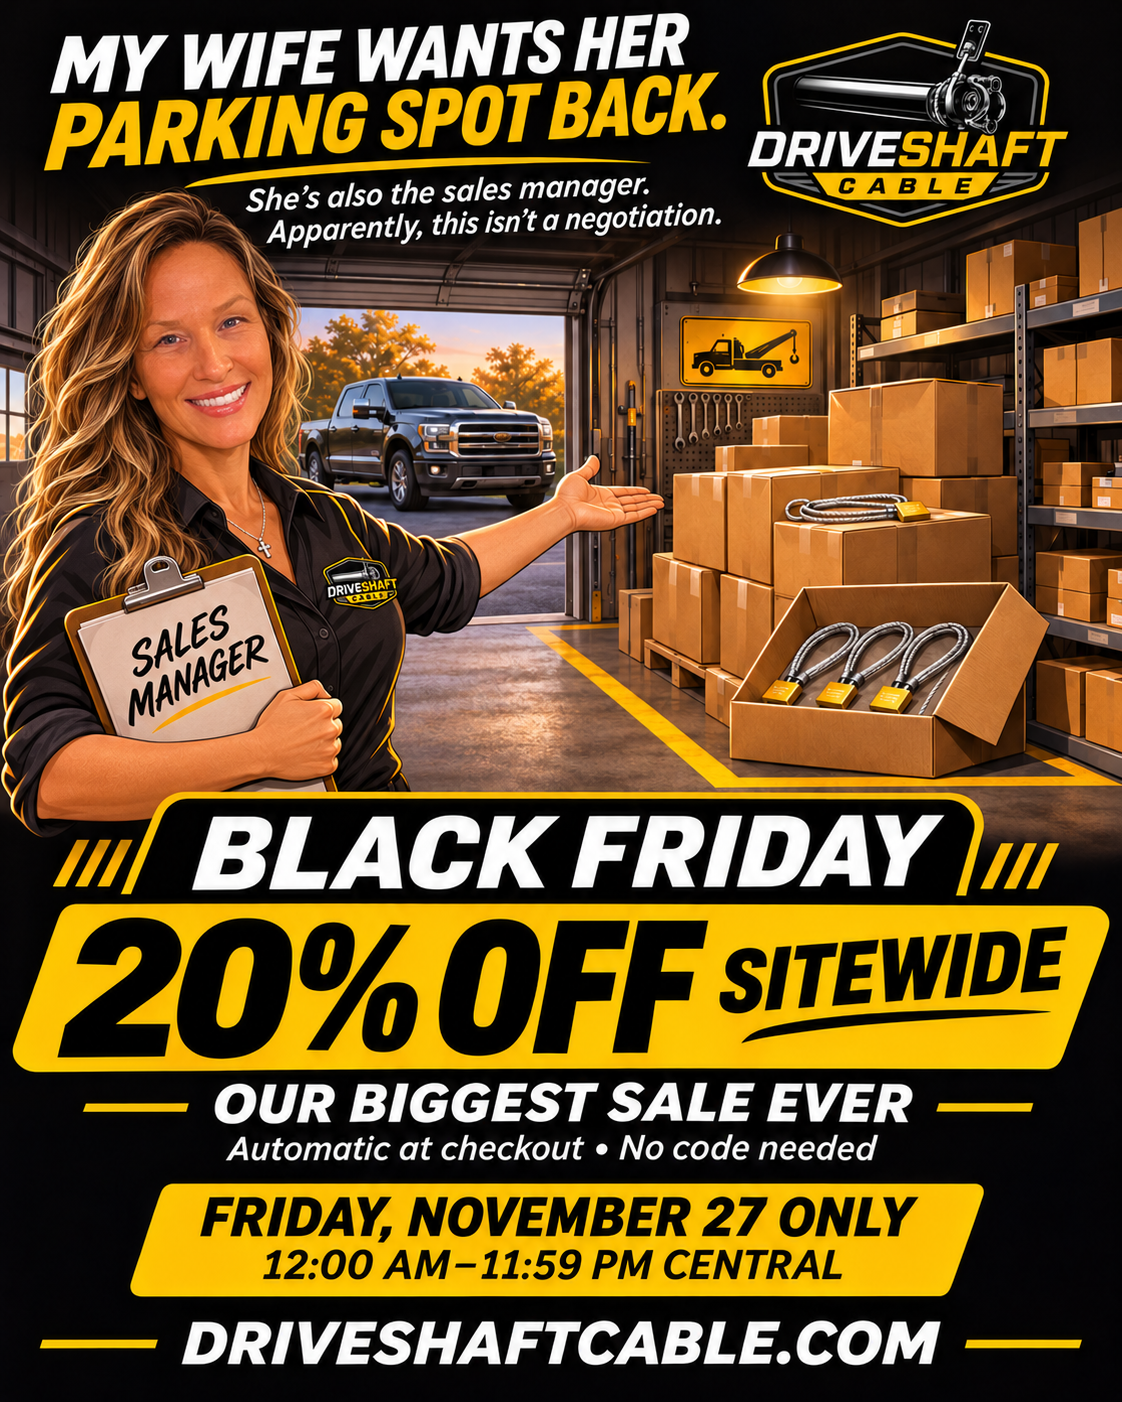 MY WIFE WANTS HER
PARKING SPOT BACK.
She's also the sales manager.
Apparently, this isn't a negotiation.
DRIVESHAFT
CABLE
DRIVESHAFT
CABLE
SALES
MANAGER
BLACK FRIDAY
20% OFF SITEWIDE
OUR BIGGEST SALE EVER
Automatic at checkout • No code needed
FRIDAY, NOVEMBER 27 ONLY
12:00 AM–11:59 PM CENTRAL
DRIVESHAFTCABLE.COM